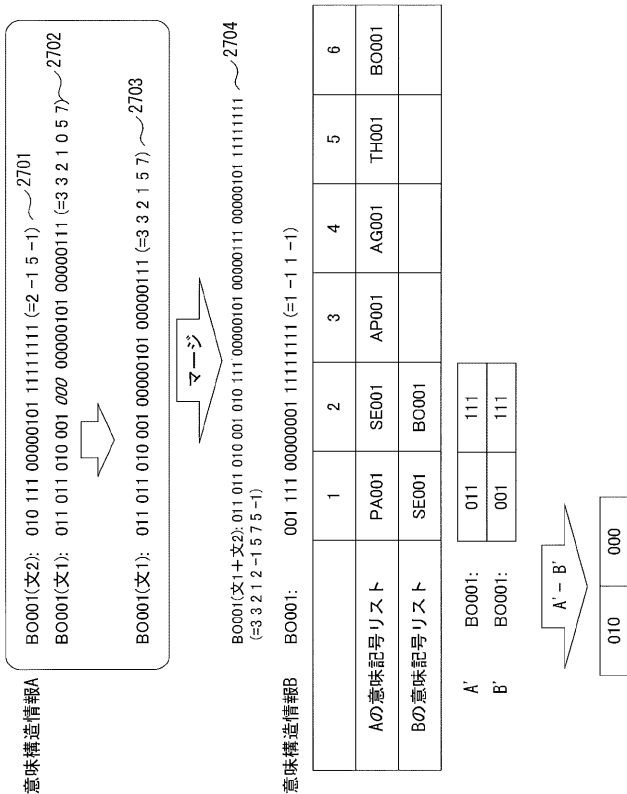 意味構造情報A
BO001(文2): 010 111 00000101 11111111 (=2 -1 5 -1) 2701
BO001(文1): 011 011 010 001 000 00000101 00000111 (=3 3 2 1 0 5 7) 2702
BO001(文1): 011 011 010 001 00000101 00000111 (=3 3 2 1 5 7) 2703
マージ
BO001(文1+文2): 011 011 010 001 010 111 00000101 00000111 00000101 11111111 2704
(=3 3 2 1 2 -1 5 7 5 -1)
意味構造情報B
BO001: 001 111 00000001 11111111 (=1 -1 1 -1)
1 2 3 4 5 6
Aの意味記号リスト PA001 SE001 AP001 AG001 TH001 BO001
Bの意味記号リスト SE001 BO001
A' BO001: 011 111
B' BO001: 001 111
A' − B'
010 000